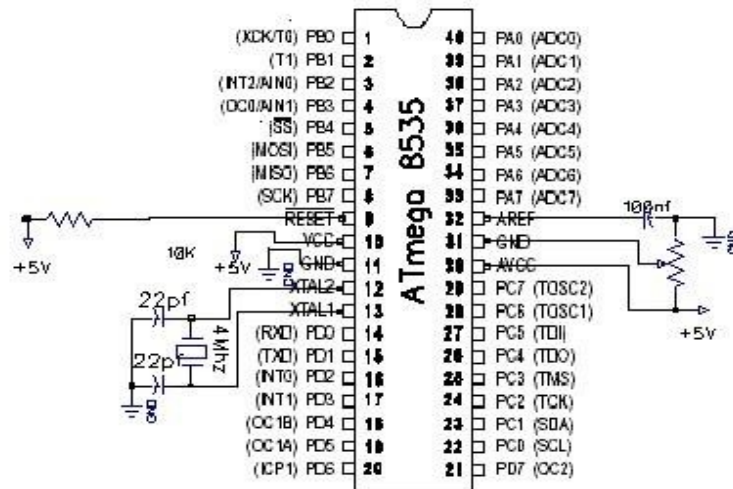 (XCK/T0) PB0 1 40 PA0 (ADC0)
(T1) PB1 2 39 PA1 (ADC1)
(INT2/AIN0) PB2 3 38 PA2 (ADC2)
(OC0/AIN1) PB3 4 37 PA3 (ADC3)
(SS) PB4 5 36 PA4 (ADC4)
(MOSI) PB5 6 35 PA5 (ADC5)
(MISO) PB6 7 34 PA6 (ADC6)
(SCK) PB7 8 33 PA7 (ADC7)
ATmega 8535
100nf
RESET 9 32 AREF
10K +5V VCC 10 31 GND
+5V
GND 11 30 AVCC
GND
GND
XTAL2 12 29 PC7 (TOSC2)
22pf
XTAL1 13 28 PC6 (TOSC1)
+5V
4Mhz
(RXD) PD0 14 27 PC5 (TDI)
22pf
(TXD) PD1 15 26 PC4 (TDO)
(INT0) PD2 16 25 PC3 (TMS)
(INT1) PD3 17 24 PC2 (TCK)
GND
(OC1B) PD4 18 23 PC1 (SDA)
(OC1A) PD5 19 22 PC0 (SCL)
(ICP1) PD6 20 21 PD7 (OC2)